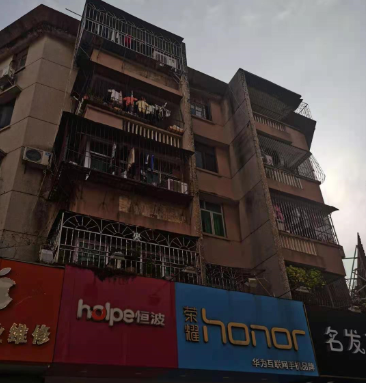 维修
holpe恒波
荣耀 honor
华为互联网手机品牌
名发